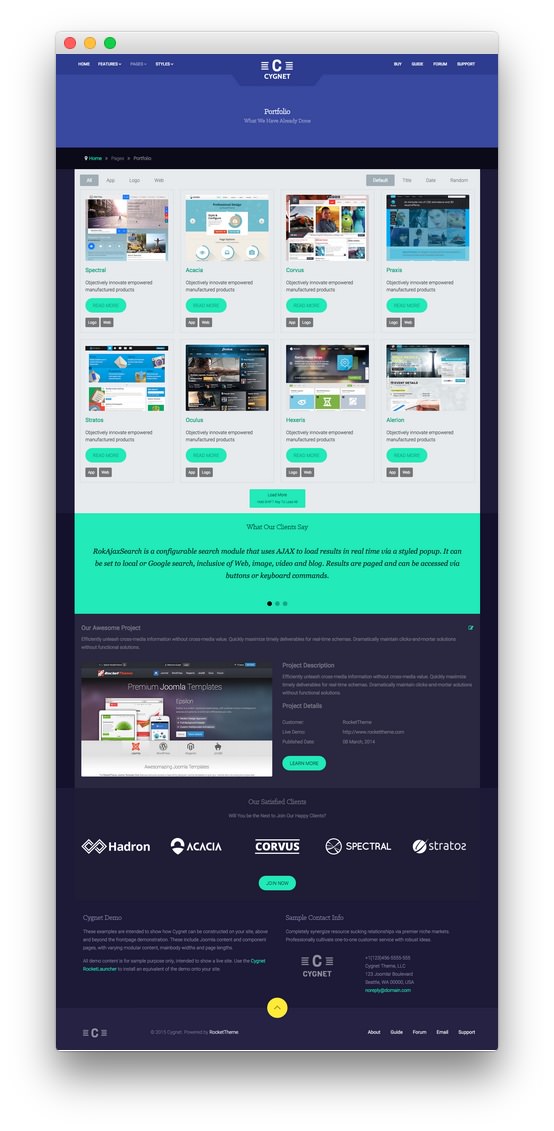 HOME FEATURES PAGES STYLES
CYGNET
BUY GUIDE FORUM SUPPORT
Portfolio
What We Have Already Done
Home » Pages » Portfolio
All App Logo Web
Default Title Date Random
Spectral
Objectively innovate empowered
manufactured products
READ MORE
Logo Web
Acacia
Objectively innovate empowered
manufactured products
READ MORE
App Web
Corvus
Objectively innovate empowered
manufactured products
READ MORE
App Logo
Praxis
Objectively innovate empowered
manufactured products
READ MORE
Logo Web
Stratos
Objectively innovate empowered
manufactured products
READ MORE
App Web
Oculus
Objectively innovate empowered
manufactured products
READ MORE
App Logo
Hexeris
Objectively innovate empowered
manufactured products
READ MORE
Logo Web
Alerion
Objectively innovate empowered
manufactured products
READ MORE
App Web
Load More
Hold SHIFT Key To Load All
What Our Clients Say
RokAjaxSearch is a configurable search module that uses AJAX to load results in real time via a styled popup. It can
be set to local or Google search, inclusive of Web, image, video and blog. Results are paged and can be accessed via
buttons or keyboard commands.
Our Awesome Project
Efficiently unleash cross-media information without cross-media value. Quickly maximize timely deliverables for real-time schemas. Dramatically maintain clicks-and-mortar solutions
without functional solutions.
RocketTheme
Premium Joomla Templates
Epsilon
Awesomazing Joomla Templates
Project Description
Efficiently unleash cross-media information without cross-media value. Quickly maximize
timely deliverables for real-time schemas. Dramatically maintain clicks-and-mortar solutions
without functional solutions.
Project Details
Customer: RocketTheme
Live Demo: http://www.rockettheme.com
Published Date: 08 March, 2014
LEARN MORE
Our Satisfied Clients
Will You be the Next to Join Our Happy Clients?
Hadron
ACACIA
CORVUS
SPECTRAL
stratos
JOIN NOW
Cygnet Demo
These examples are intended to show how Cygnet can be constructed on your site, above
and beyond the frontpage demonstration. These include Joomla content and component
pages, with varying modular content, mainbody widths and page lengths.
All demo content is for sample purpose only, intended to show a live site. Use the Cygnet
RocketLauncher to install an equivalent of the demo onto your site.
Sample Contact Info
Completely synergize resource sucking relationships via premier niche markets.
Professionally cultivate one-to-one customer service with robust ideas.
CYGNET
+1(123)456-5555-555
Cygnet Theme, LLC
123 Joomla! Boulevard
Seattle, WA 00000, USA
noreply@domain.com
© 2015 Cygnet. Powered by RocketTheme.
About Guide Forum Email Support